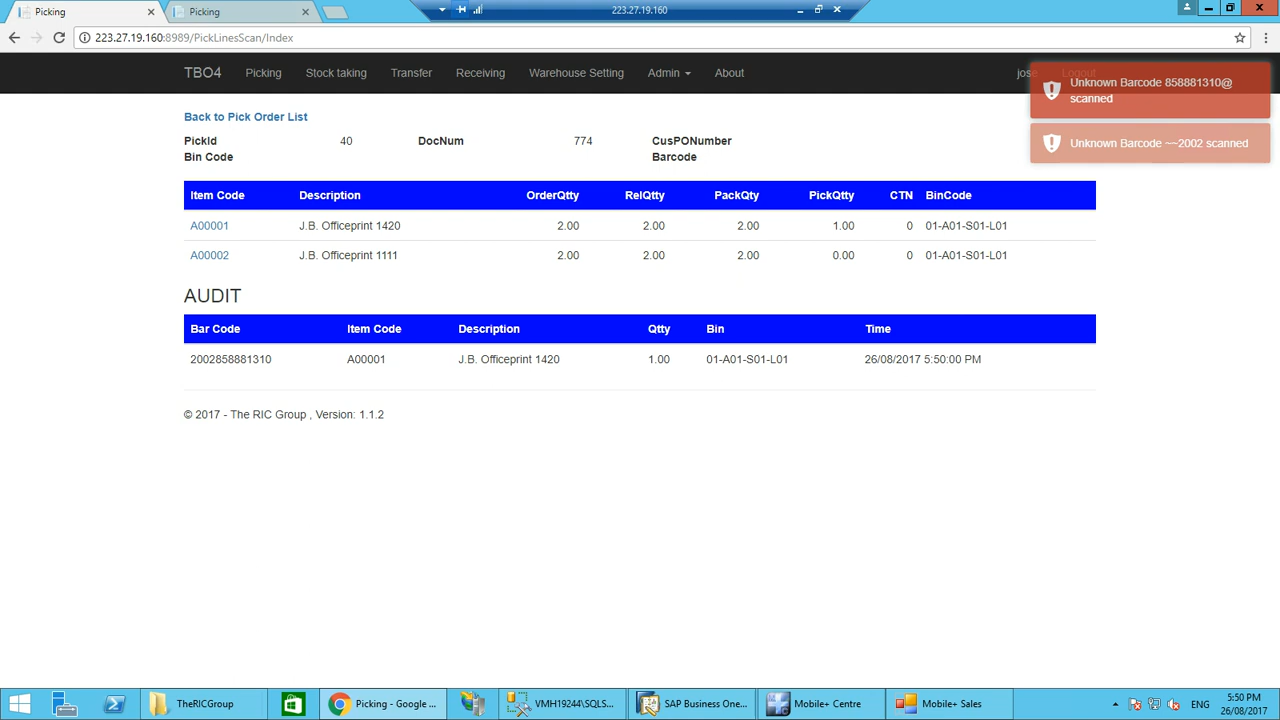 Picking
Picking
223.27.19.160
223.27.19.160:8989/PickLinesScan/Index
TBO4 Picking Stock taking Transfer Receiving Warehouse Setting Admin About jose Logout
Unknown Barcode 858881310@
scanned
Unknown Barcode ~~2002 scanned
Back to Pick Order List
PickId 40 DocNum 774 CusPONumber
Bin Code Barcode
Item Code Description OrderQtty RelQtty PackQty PickQtty CTN BinCode
A00001 J.B. Officeprint 1420 2.00 2.00 2.00 1.00 0 01-A01-S01-L01
A00002 J.B. Officeprint 1111 2.00 2.00 2.00 0.00 0 01-A01-S01-L01
AUDIT
Bar Code Item Code Description Qtty Bin Time
2002858881310 A00001 J.B. Officeprint 1420 1.00 01-A01-S01-L01 26/08/2017 5:50:00 PM
© 2017 - The RIC Group , Version: 1.1.2
TheRICGroup Picking - Google ... VMH19244\SQLS... SAP Business One... Mobile+ Centre Mobile+ Sales ENG
5:50 PM
26/08/2017